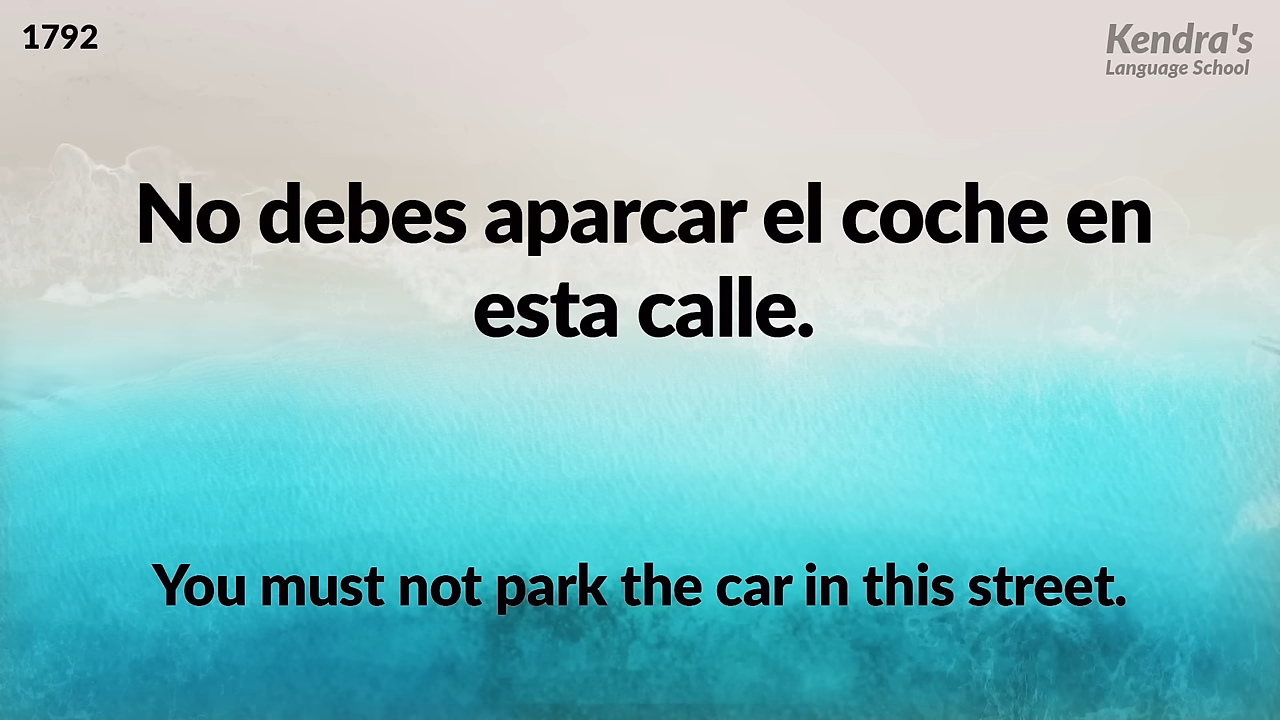 1792
Kendra's
Language School
No debes aparcar el coche en
esta calle.
You must not park the car in this street.